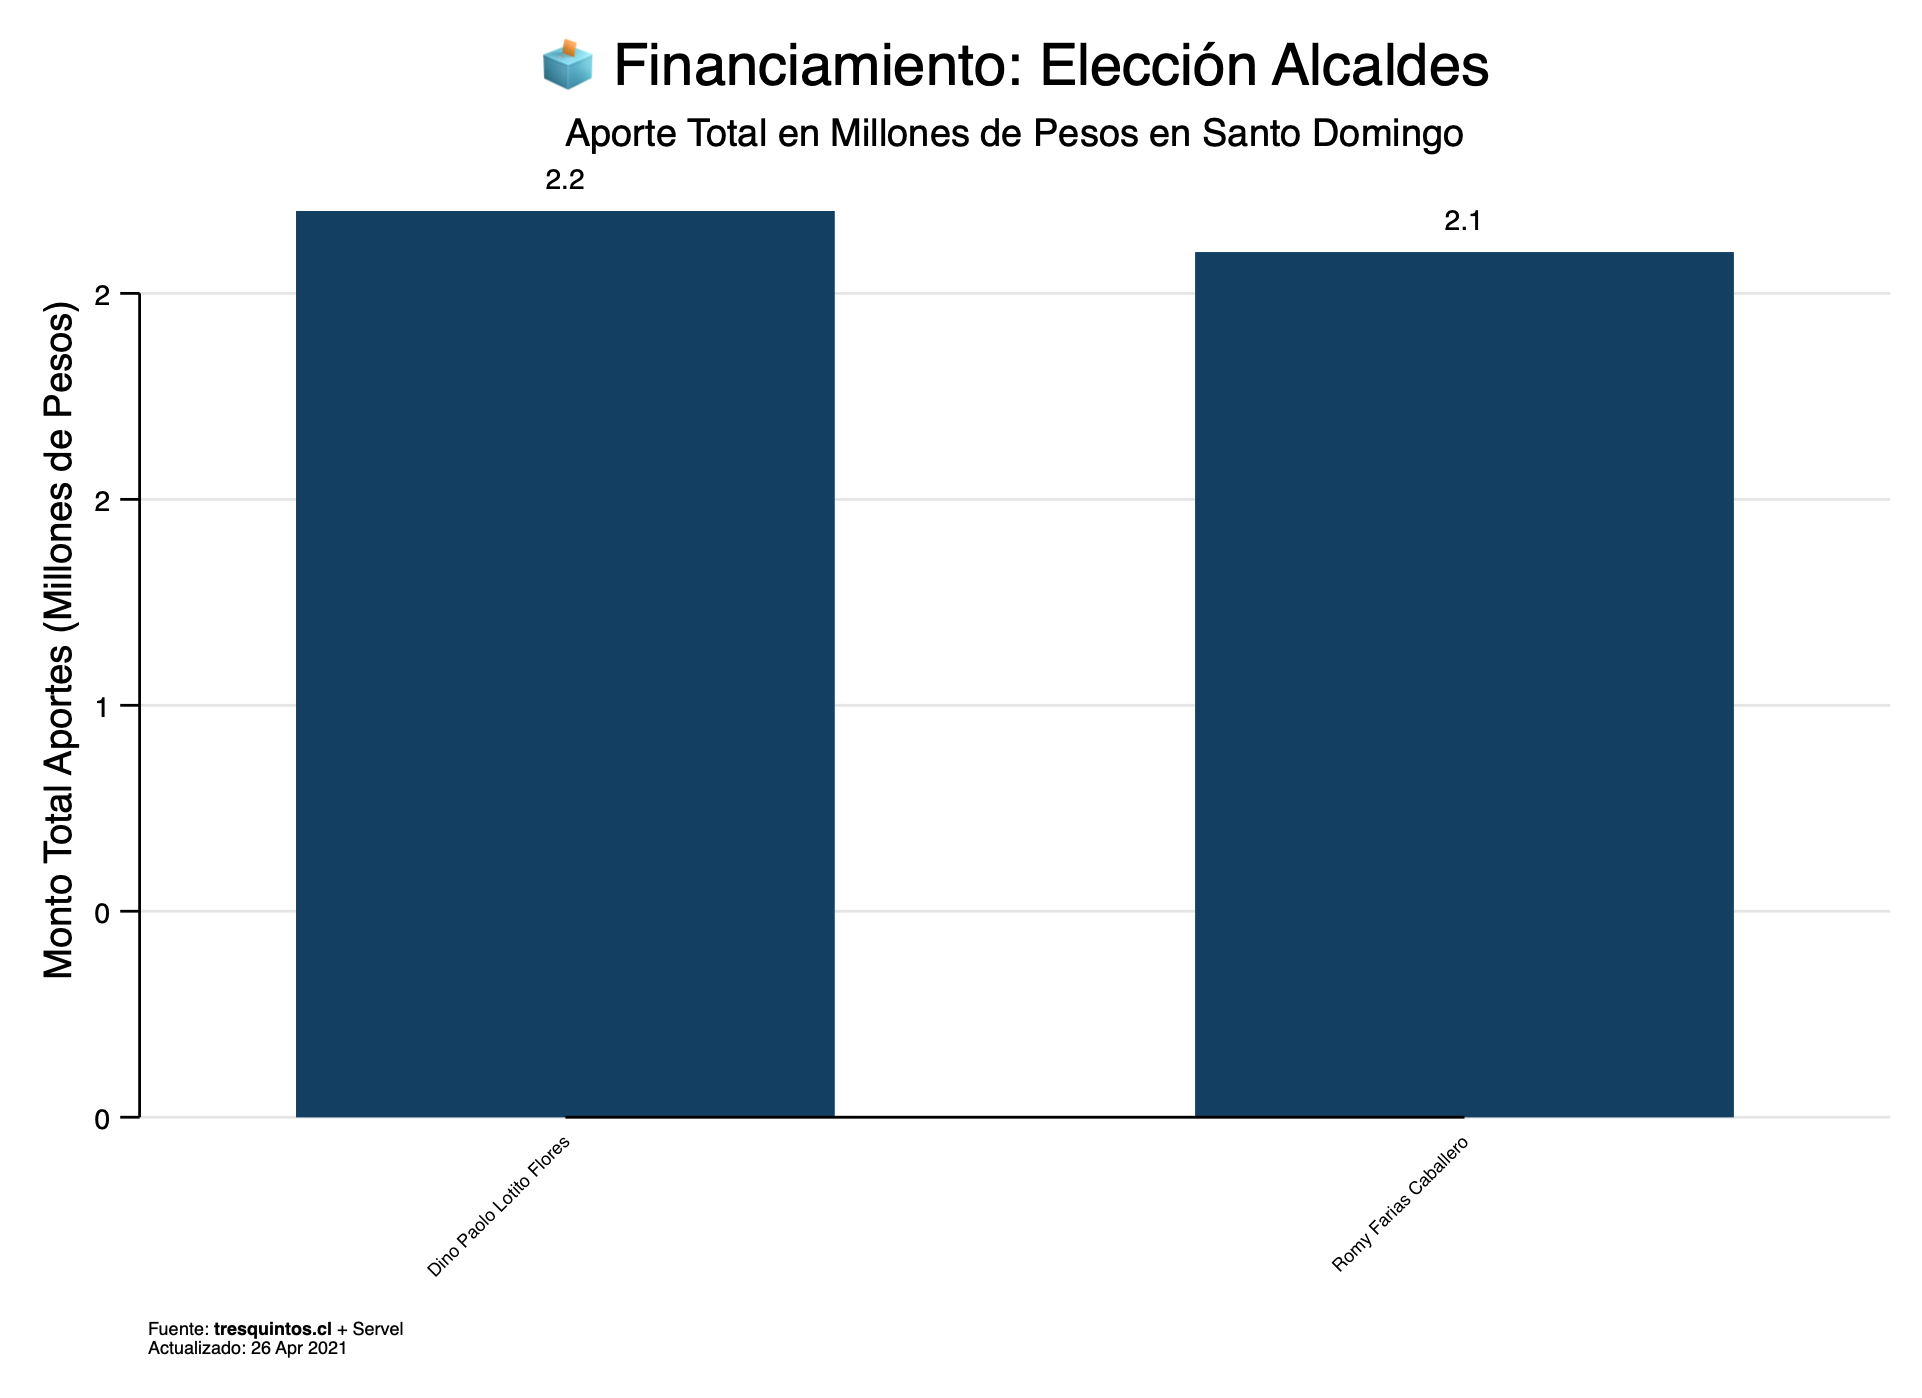 Financiamiento: Elección Alcaldes
Aporte Total en Millones de Pesos en Santo Domingo
2.2
2.1
Monto Total Aportes (Millones de Pesos)
2
2
1
0
0
Dino Paolo Lotito Flores
Romy Farias Caballero
Fuente: tresquintos.cl + Servel
Actualizado: 26 Apr 2021